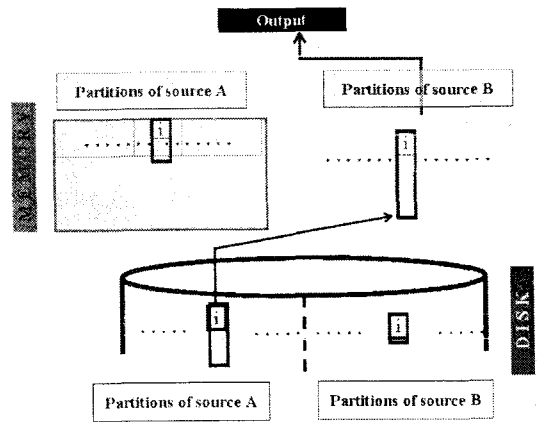 Output
Partitions of source A
Partitions of source B
MEMORY
i
i
i
i
DISK
Partitions of source A
Partitions of source B